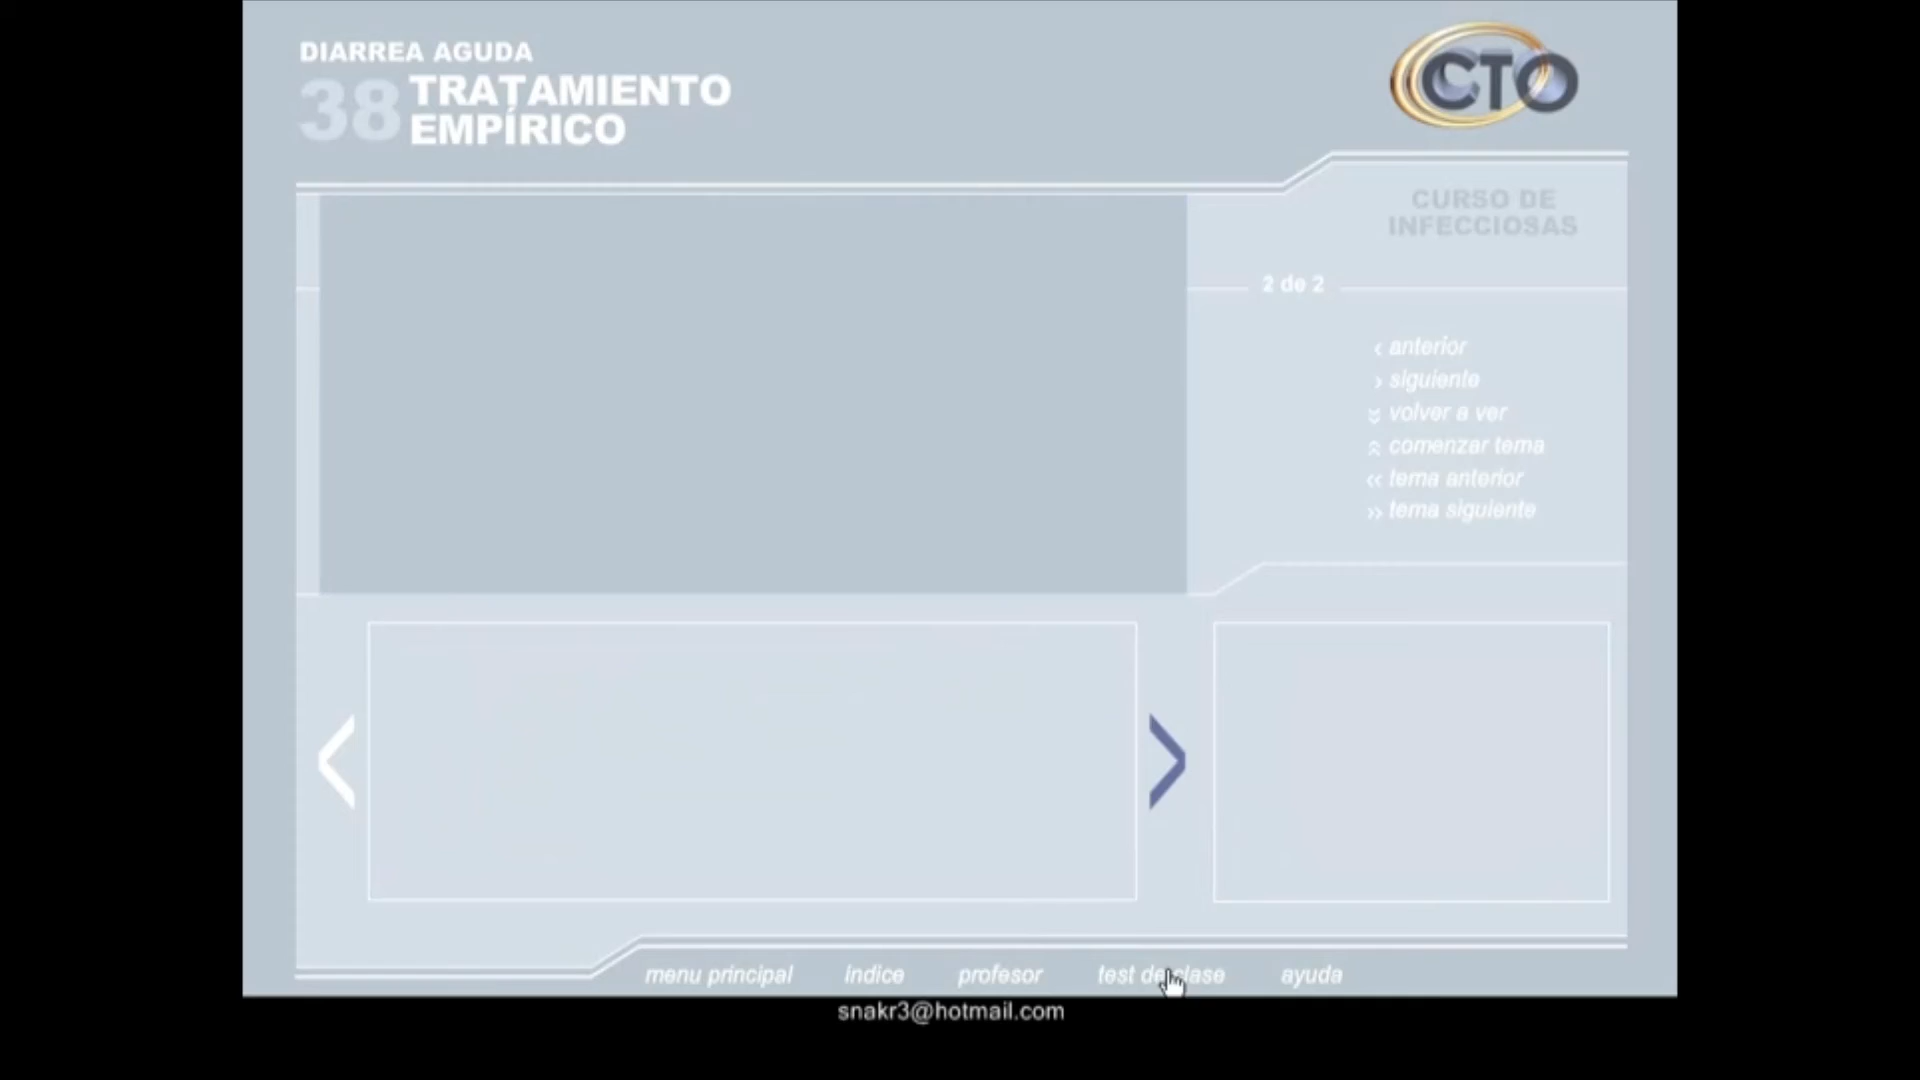 DIARREA AGUDA
38 TRATAMIENTO
EMPÍRICO
CTO
CURSO DE
INFECCIOSAS
2 de 2
‹ anterior
› siguiente
volver a ver
comenzar tema
‹‹ tema anterior
›› tema siguiente
menu principal índice profesor test de clase ayuda
snakr3@hotmail.com